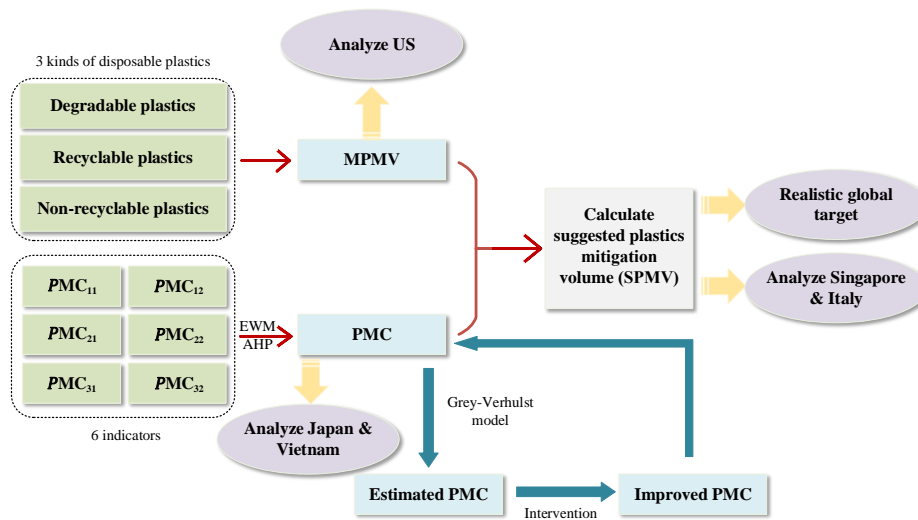 Analyze US
3 kinds of disposable plastics
Degradable plastics
Recyclable plastics
Non-recyclable plastics
MPMV
Calculate
suggested plastics
mitigation
volume (SPMV)
Realistic global
target
Analyze Singapore
& Italy
PMC₁₁
PMC₁₂
PMC₂₁
PMC₂₂
PMC₃₁
PMC₃₂
EWM
AHP
PMC
6 indicators
Analyze Japan &
Vietnam
Grey-Verhulst
model
Estimated PMC
Intervention
Improved PMC